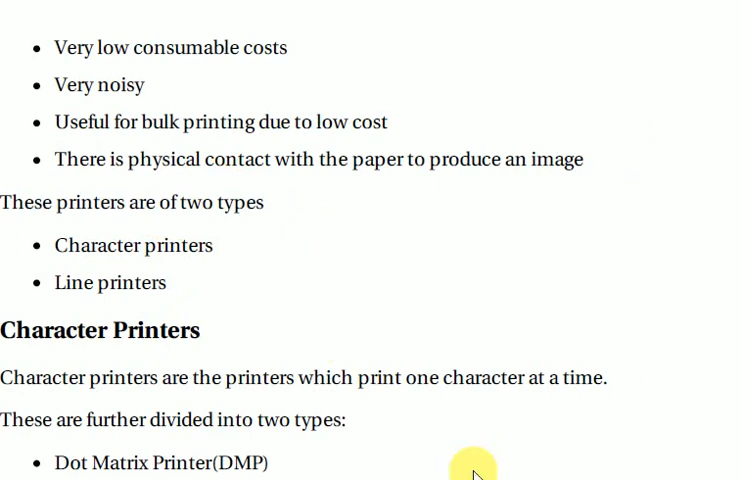 • Very low consumable costs
• Very noisy
• Useful for bulk printing due to low cost
• There is physical contact with the paper to produce an image
These printers are of two types
• Character printers
• Line printers
Character Printers
Character printers are the printers which print one character at a time.
These are further divided into two types:
• Dot Matrix Printer(DMP)